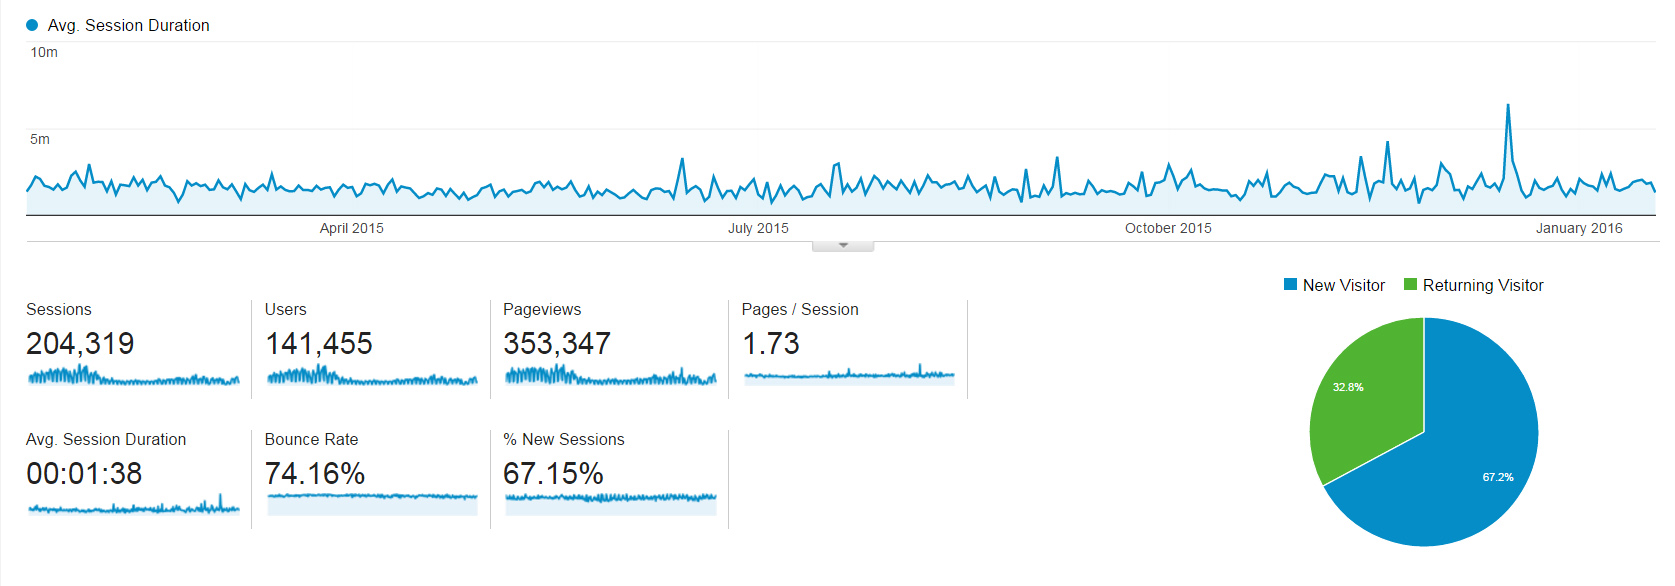 Avg. Session Duration
10m
5m
April 2015 July 2015 October 2015 January 2016
New Visitor Returning Visitor
Sessions Users Pageviews Pages / Session
204,319 141,455 353,347 1.73
32.8%
Avg. Session Duration Bounce Rate % New Sessions
00:01:38 74.16% 67.15%
67.2%